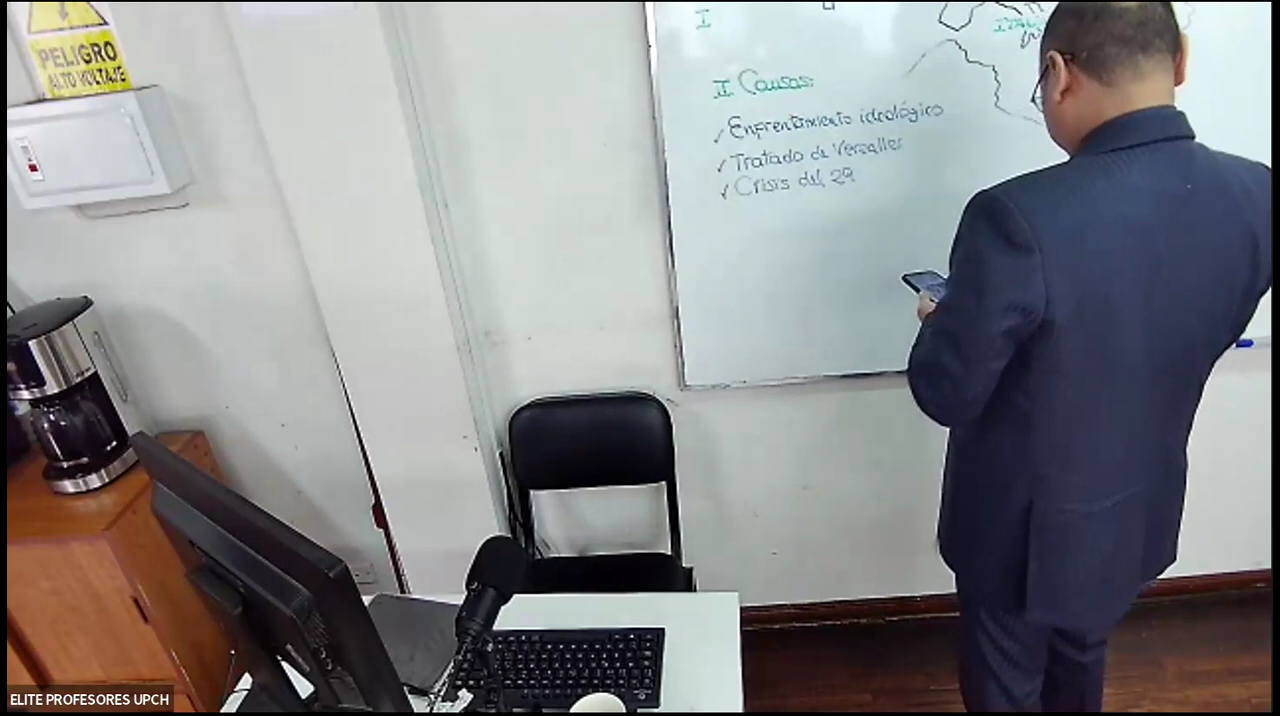 PELIGRO
ALTO VOLTAJE
I
II Causas:
✓ Enfrentamiento ideológico
✓ Tratado de Versalles
✓ Crisis del 29
ELITE PROFESORES UPCH